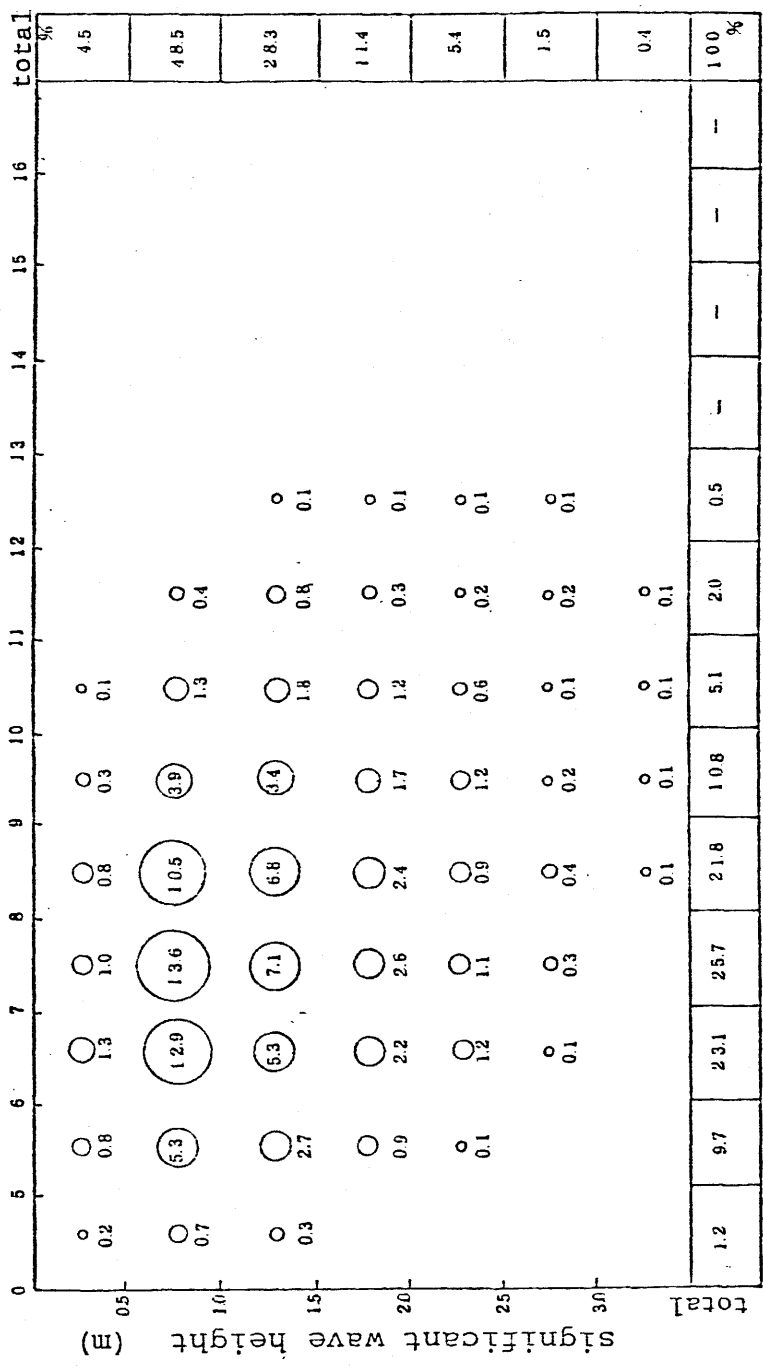 0 5 6 7 8 9 10 11 12 13 14 15 16 total
%
0.2 0.8 1.3 1.0 0.8 0.3 0.1 4.5
0.5
0.7 5.3 12.9 13.6 10.5 3.9 1.3 0.4 48.5
1.0
0.3 2.7 5.3 7.1 6.8 3.4 1.8 0.8 0.1 28.3
1.5
0.9 2.2 2.6 2.4 1.7 1.2 0.3 0.1 11.4
2.0
0.1 1.2 1.1 0.9 1.2 0.6 0.2 0.1 5.4
2.5
0.1 0.3 0.4 0.2 0.1 0.2 0.1 1.5
3.0
0.1 0.1 0.1 0.1 0.4
total 1.2 9.7 23.1 25.7 21.8 10.8 5.1 2.0 0.5 – – – – 100 %
significant wave height (m)